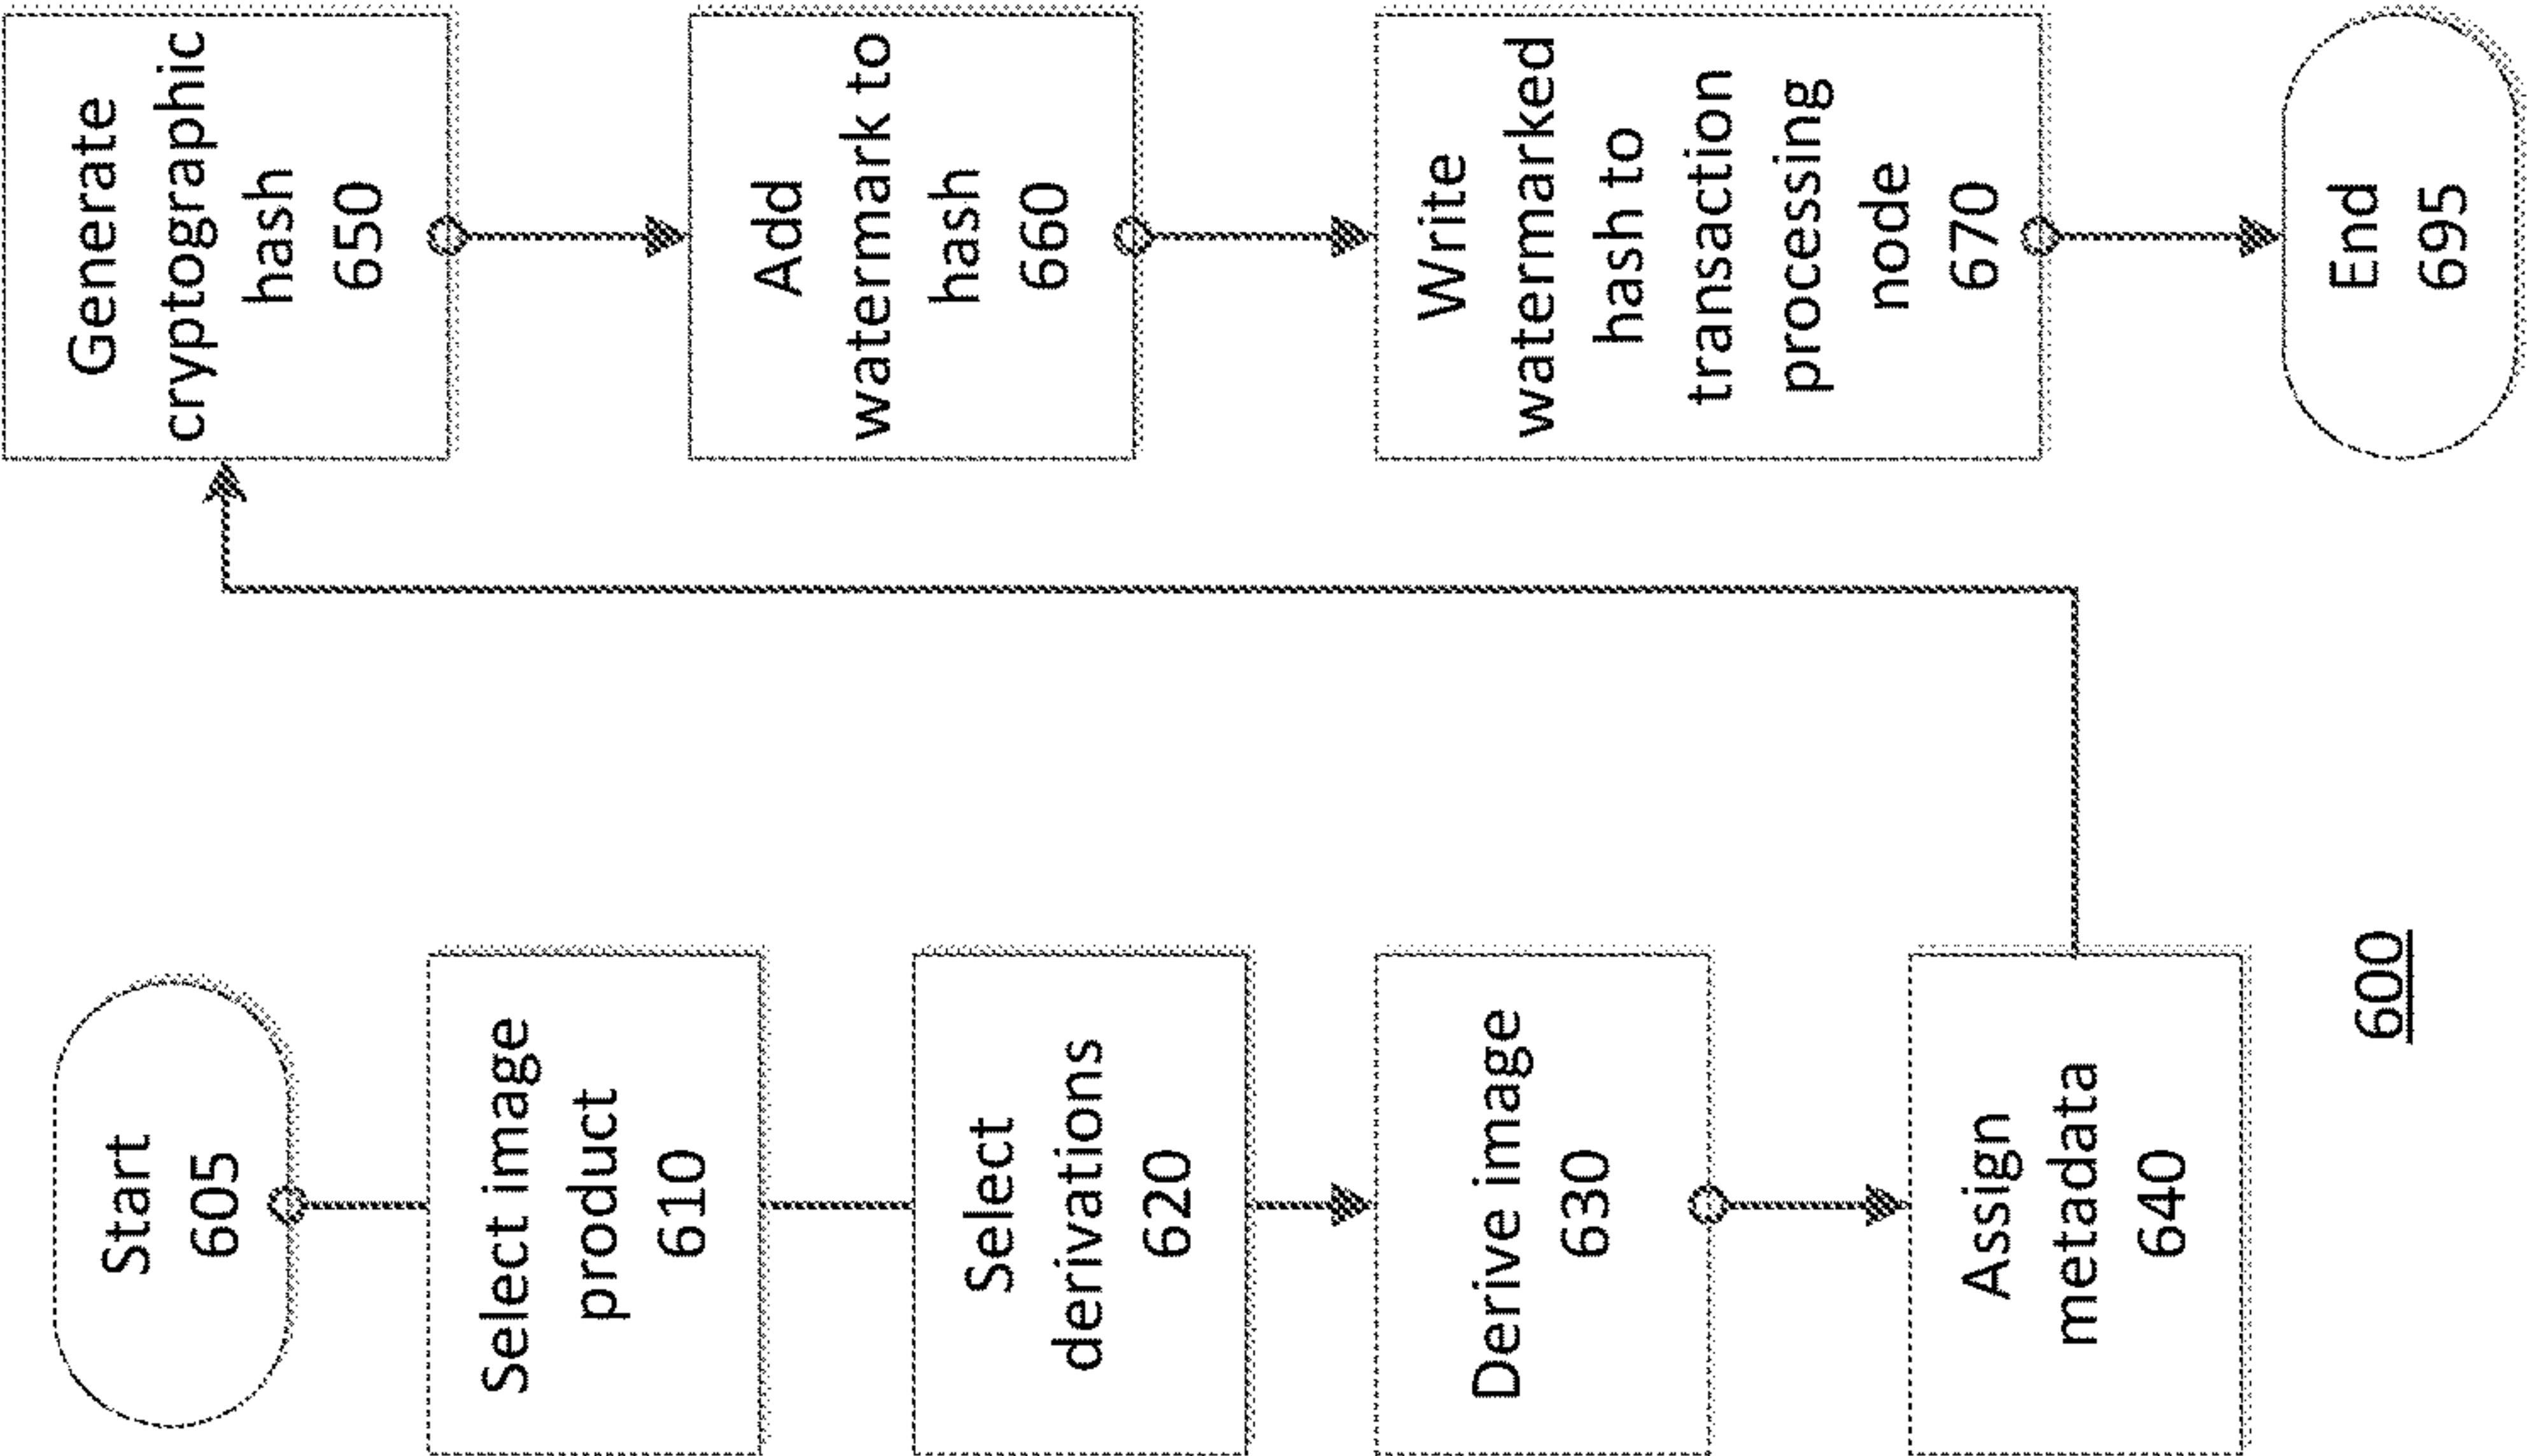 Start
605
Select image
product
610
Select
derivations
620
Derive image
630
Assign
metadata
640
Generate
cryptographic
hash
650
Add
watermark to
hash
660
Write
watermarked
hash to
transaction
processing
node
670
End
695
600